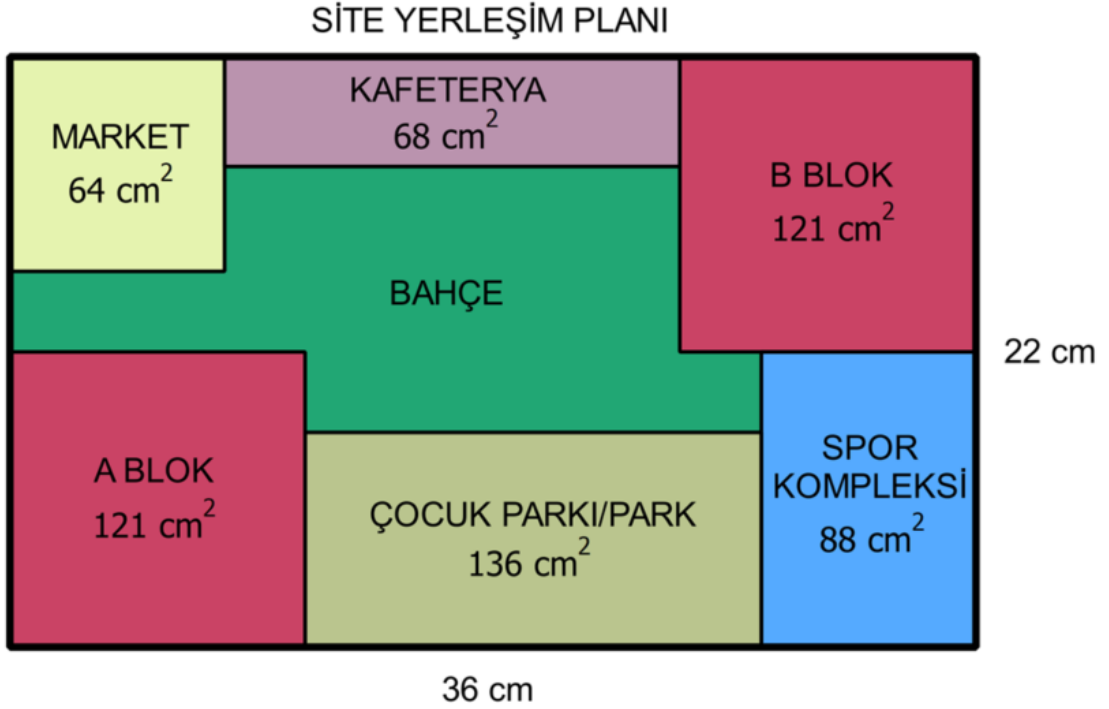 SİTE YERLEŞİM PLANI
MARKET
64 cm²
KAFETERYA
68 cm²
B BLOK
121 cm²
BAHÇE
22 cm
A BLOK
121 cm²
ÇOCUK PARKI/PARK
136 cm²
SPOR
KOMPLEKSİ
88 cm²
36 cm